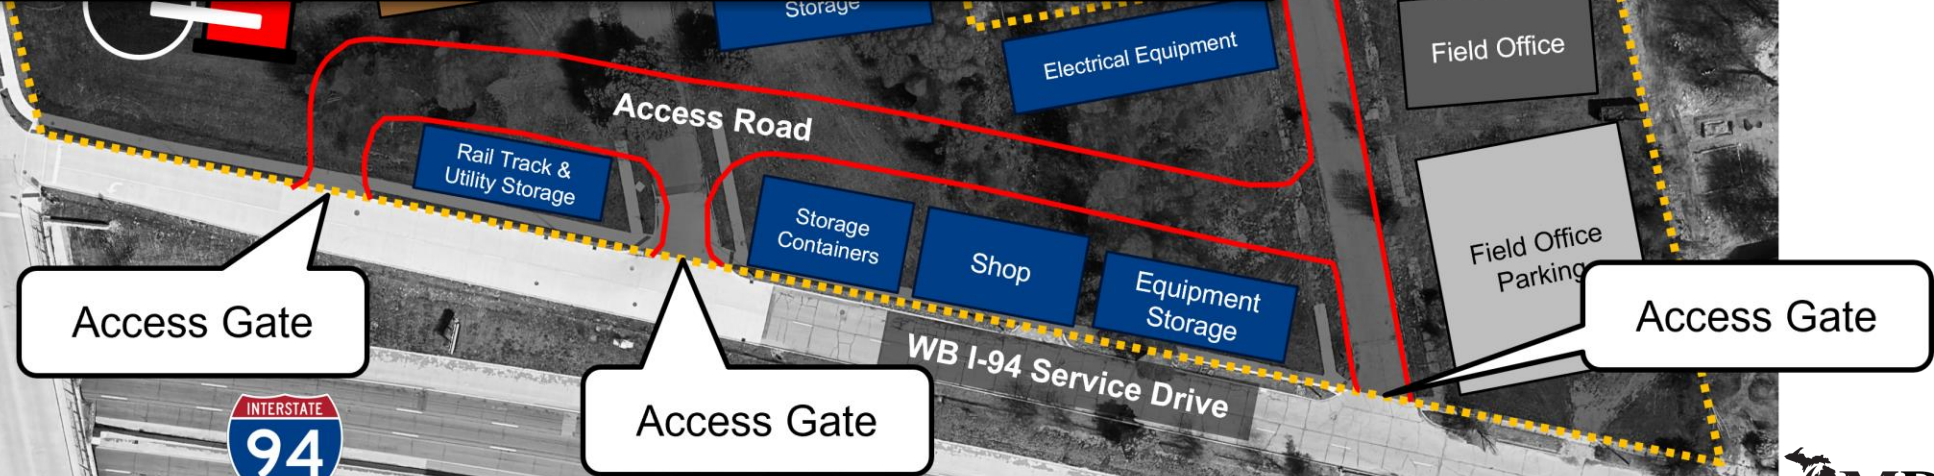 Storage
Electrical Equipment
Field Office
Access Road
Rail Track &
Utility Storage
Storage
Containers
Shop
Equipment
Storage
Field Office
Parking
Access Gate
Access Gate
Access Gate
WB I-94 Service Drive
INTERSTATE
94